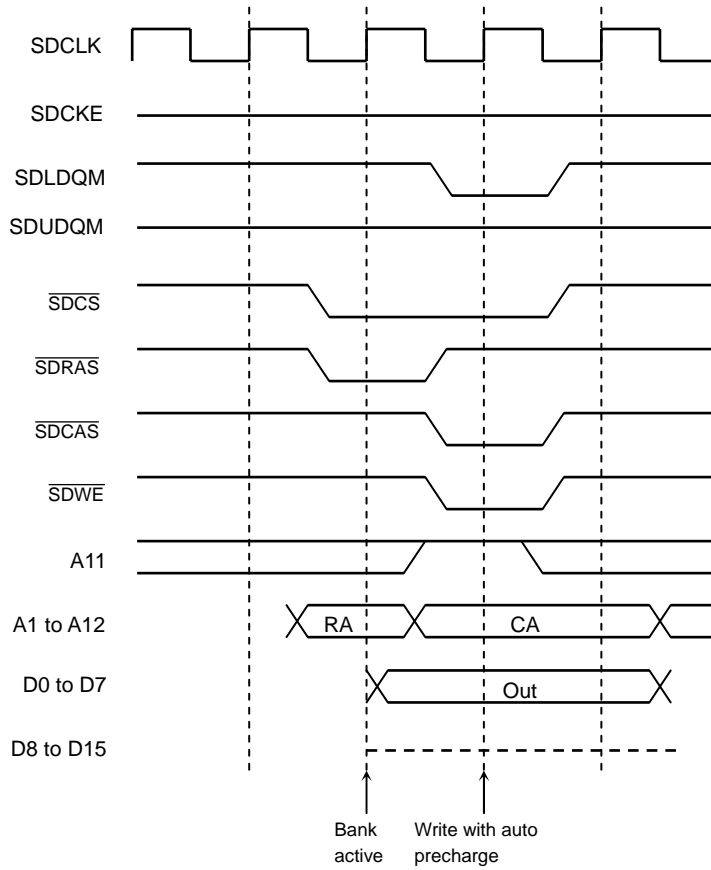 SDCLK
SDCKE
SDLDQM
SDUDQM
SDCS
SDRAS
SDCAS
SDWE
A11
A1 to A12
RA
CA
D0 to D7
Out
D8 to D15
Bank
active
Write with auto
precharge